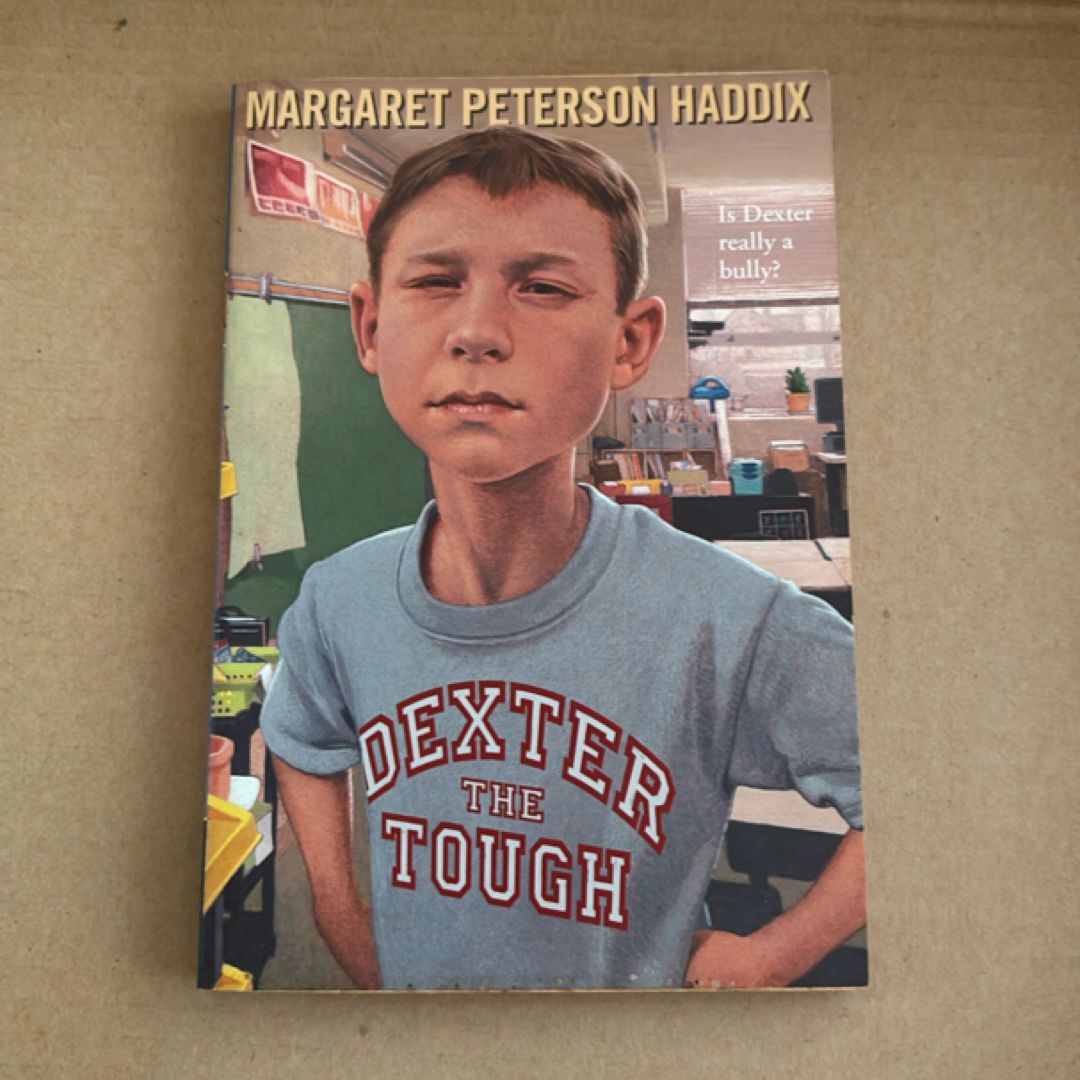 MARGARET PETERSON HADDIX
Is Dexter
really a
bully?
DEXTER
THE
TOUGH